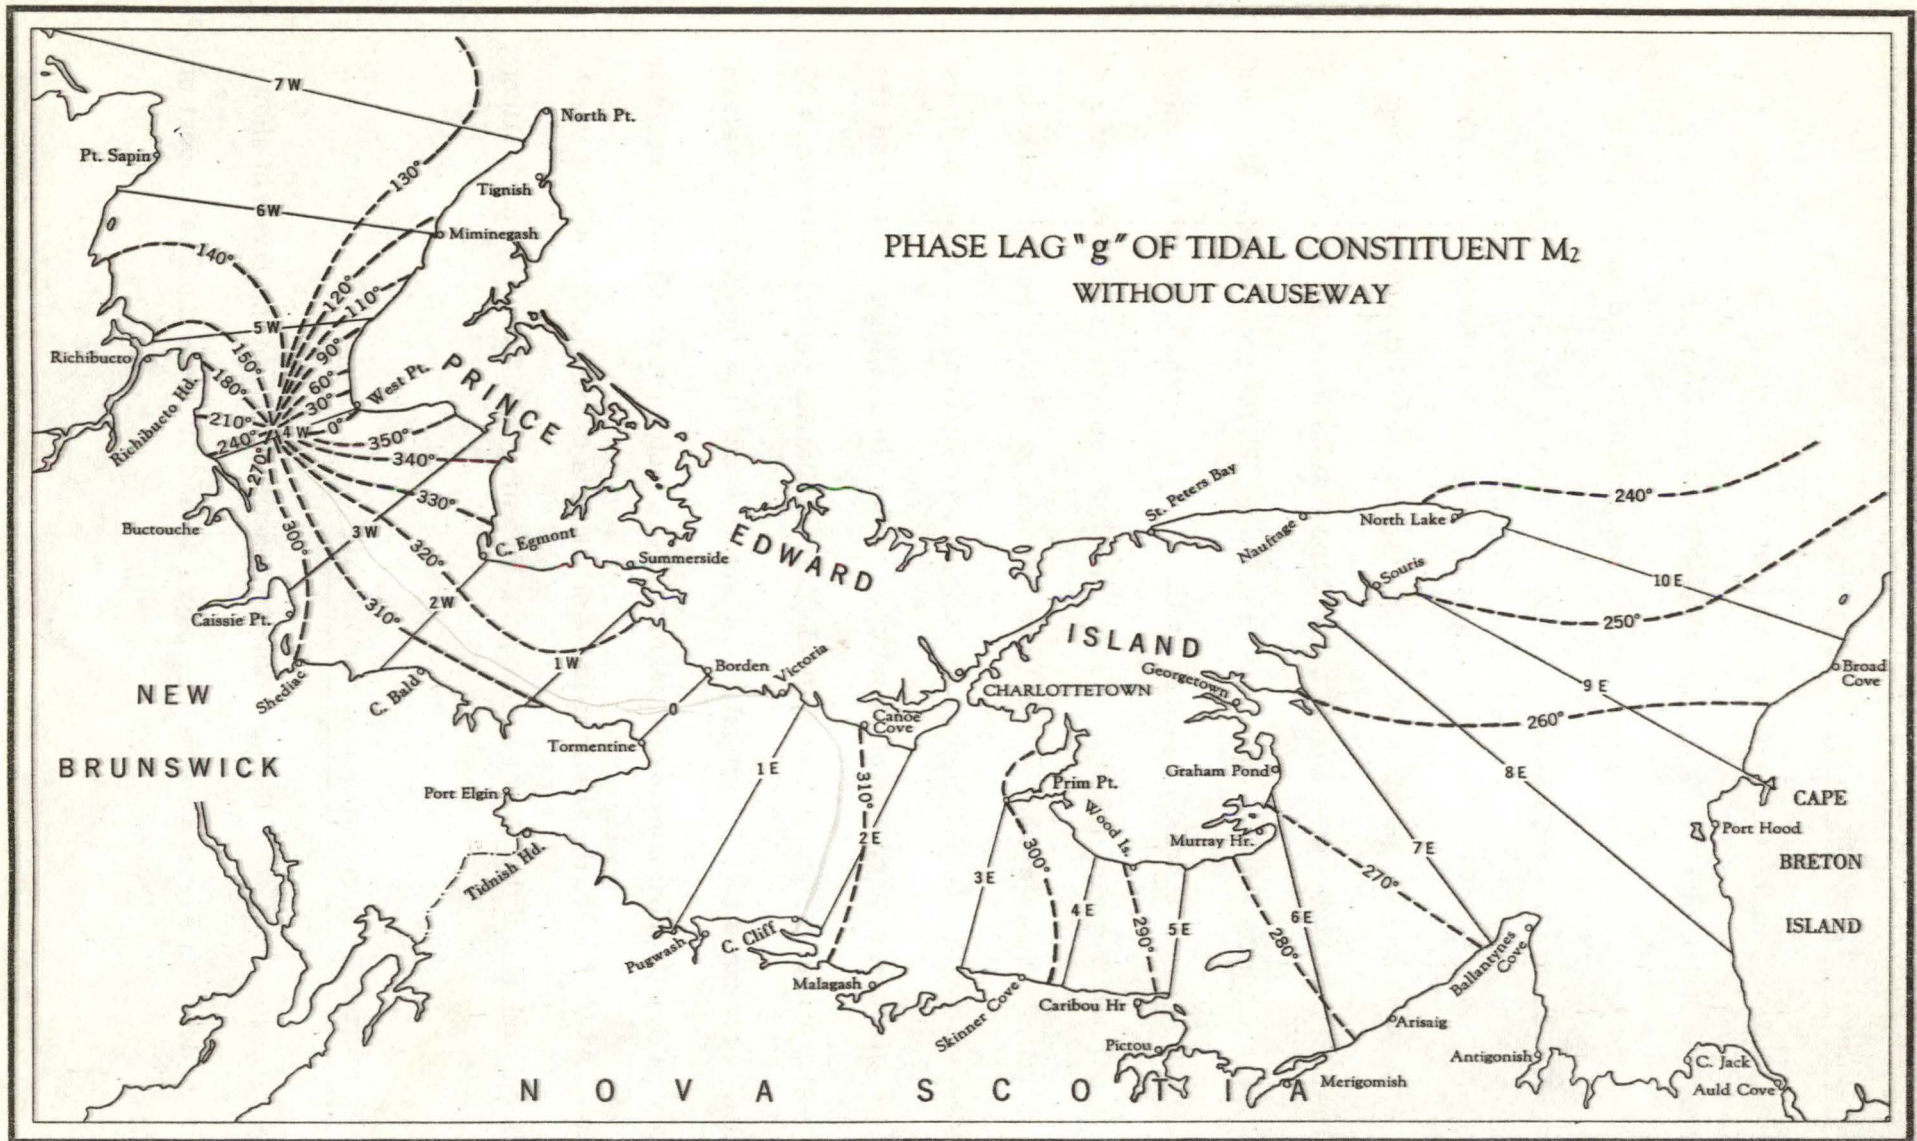 7 W
North Pt.
Pt. Sapin
130°
Tignish
6W
Miminegash
140°
PHASE LAG "g" OF TIDAL CONSTITUENT M₂
WITHOUT CAUSEWAY
120°
110°
5 W
Richibucto
150°
90°
180°
60°
30°
West Pt.
Richibucto Hd.
210°
4 W
0°
240°
350°
270°
340°
330°
PRINCE
EDWARD
ISLAND
Buctouche
300°
3 W
320°
C. Egmont
Summerside
St. Peters Bay
Naufrage
North Lake
240°
Souris
10 E
250°
Caissie Pt.
310°
2 W
1 W
Borden
Victoria
Shediac
C. Bald
NEW
BRUNSWICK
0
Tormentine
Canoe
Cove
CHARLOTTETOWN
Georgetown
9 E
260°
Broad
Cove
1 E
310°
Port Elgin
Prim Pt.
Graham Pond
8 E
CAPE
BRETON
ISLAND
Port Hood
Tidnish Hd.
2 E
Wood Is.
Murray Hr.
7 E
3 E
300°
270°
4 E
290°
5 E
6 E
280°
Pugwash
C. Cliff
Malagash
Skinner Cove
Caribou Hr
Ballantynes
Cove
Arisaig
Pictou
Antigonish
Merigomish
C. Jack
Auld Cove
NOVA SCOTIA